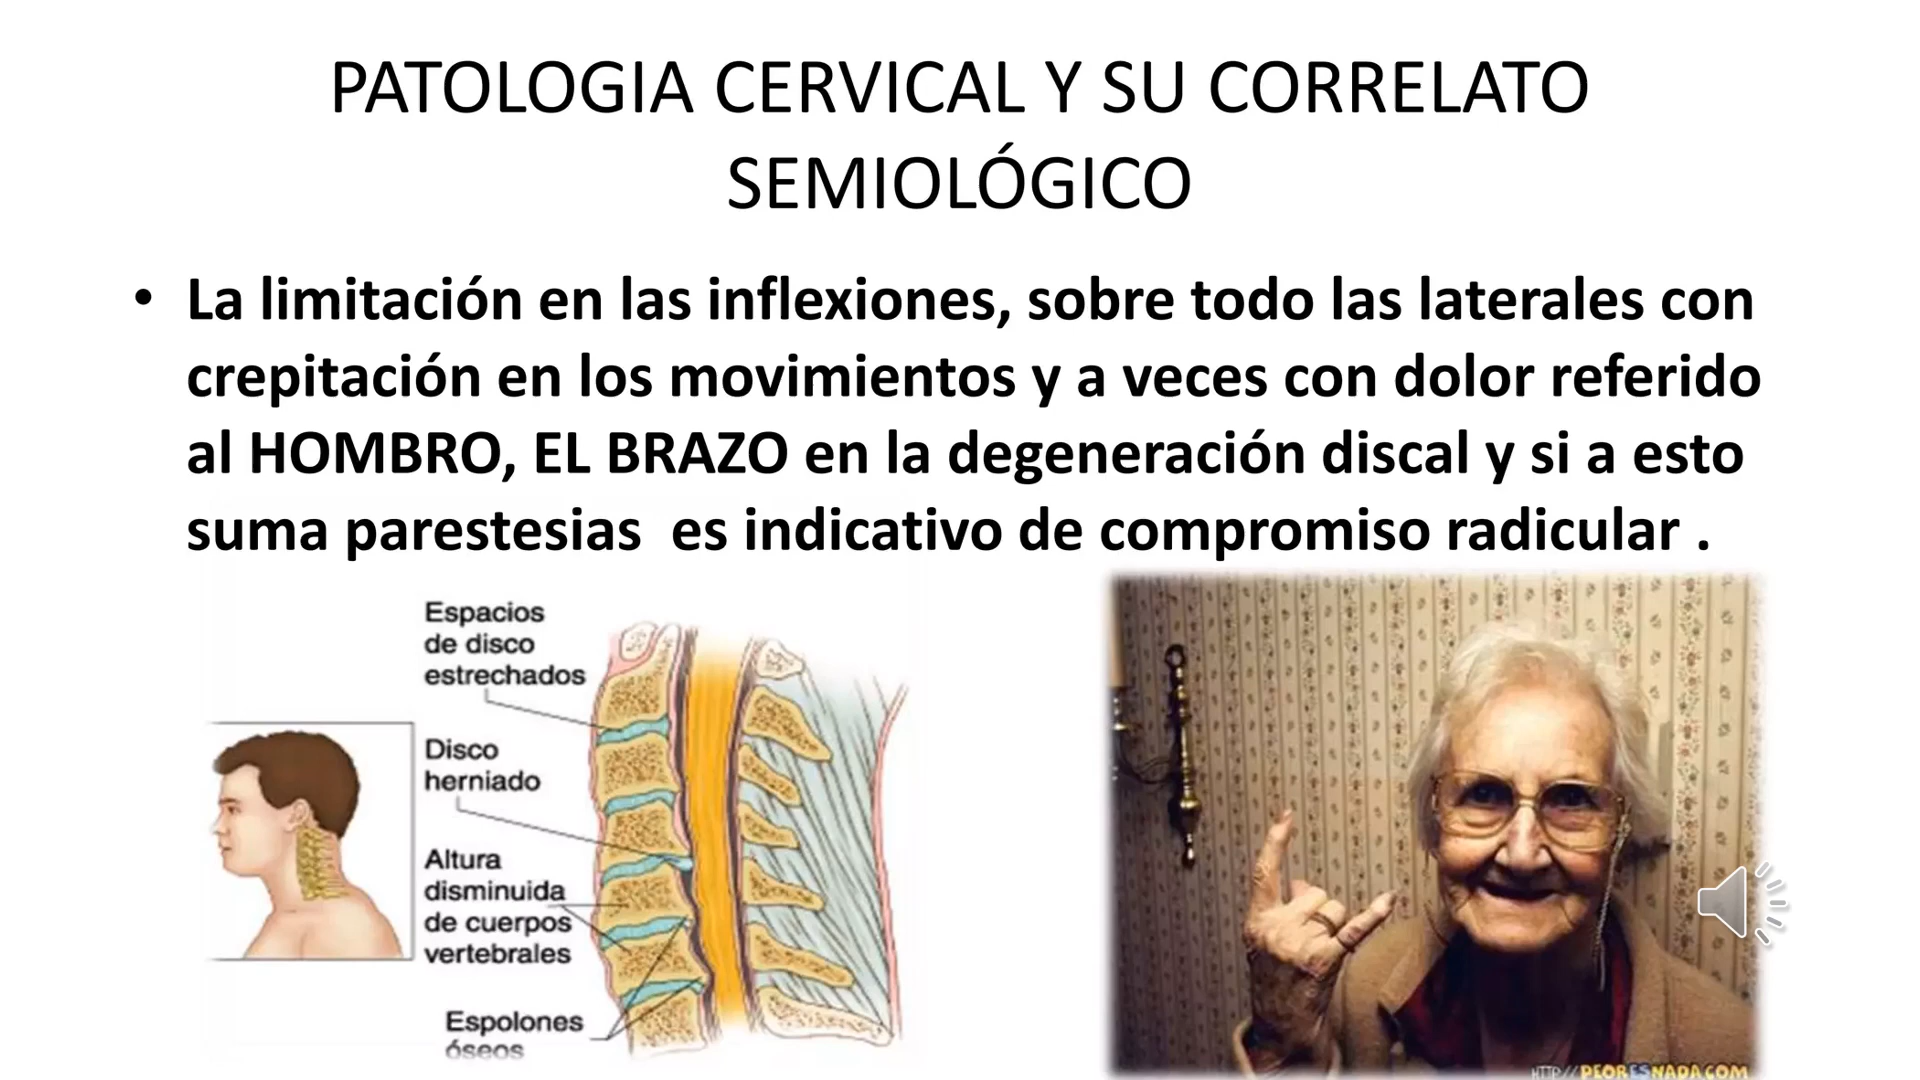 PATOLOGIA CERVICAL Y SU CORRELATO
SEMIOLÓGICO
• La limitación en las inflexiones, sobre todo las laterales con
crepitación en los movimientos y a veces con dolor referido
al HOMBRO, EL BRAZO en la degeneración discal y si a esto
suma parestesias  es indicativo de compromiso radicular .
Espacios
de disco
estrechados
Disco
herniado
Altura
disminuida
de cuerpos
vertebrales
Espolones
óseos
HTTP://PEORESNADA.COM